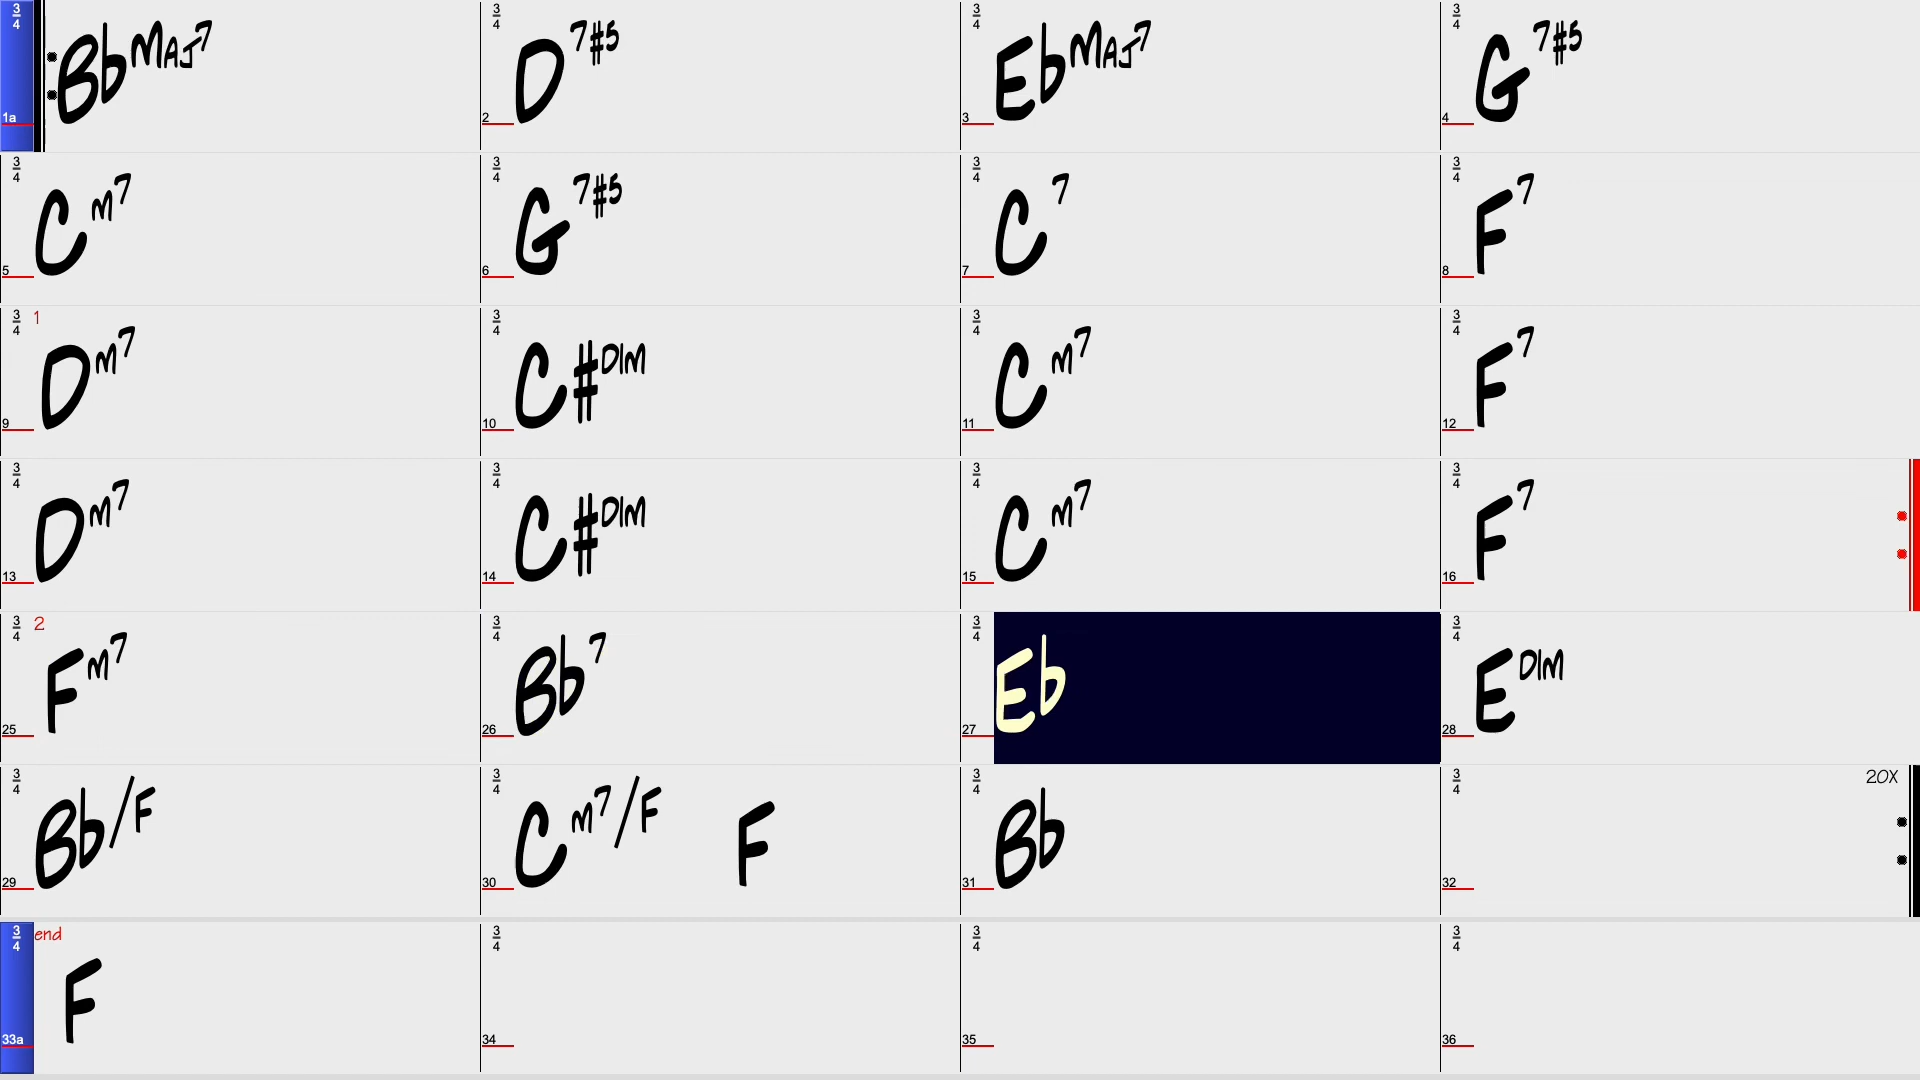 3/4 BbMAJ7 3/4 D7#5 3/4 EbMAJ7 3/4 G7#5
1a 2 3 4
3/4 Cm7 3/4 G7#5 3/4 C7 3/4 F7
5 6 7 8
3/4 1 Dm7 3/4 C#DIM 3/4 Cm7 3/4 F7
9 10 11 12
3/4 Dm7 3/4 C#DIM 3/4 Cm7 3/4 F7
13 14 15 16
3/4 2 Fm7 3/4 Bb7 3/4 Eb 3/4 EDIM
25 26 27 28
3/4 Bb/F 3/4 Cm7/F F 3/4 Bb 3/4 20X
29 30 31 32
3/4 end F 3/4 3/4 3/4
33a 34 35 36